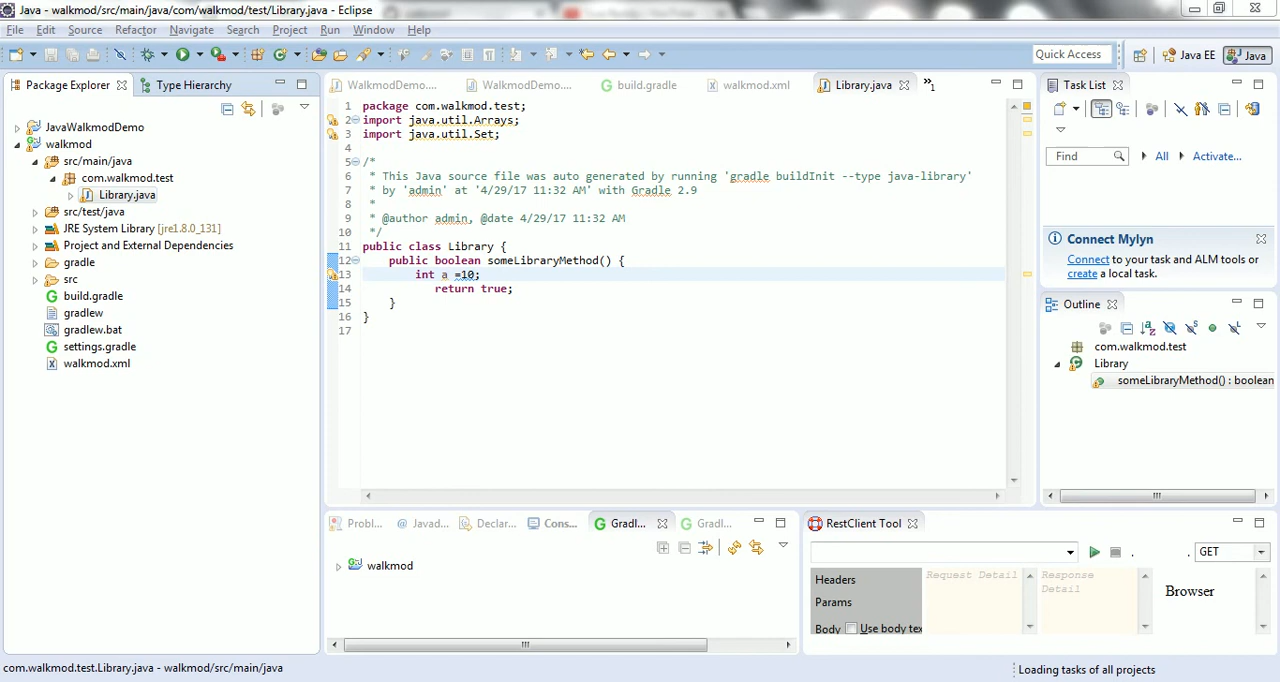 Java - walkmod/src/main/java/com/walkmod/test/Library.java - Eclipse
File Edit Source Refactor Navigate Search Project Run Window Help
Quick Access Java EE Java
Package Explorer Type Hierarchy
JavaWalkmodDemo
walkmod
src/main/java
com.walkmod.test
Library.java
src/test/java
JRE System Library [jre1.8.0_131]
Project and External Dependencies
gradle
src
build.gradle
gradlew
gradlew.bat
settings.gradle
walkmod.xml
WalkmodDemo.... WalkmodDemo.... build.gradle walkmod.xml Library.java »1
1 package com.walkmod.test;
2 import java.util.Arrays;
3 import java.util.Set;
4
5 /*
6 * This Java source file was auto generated by running 'gradle buildInit --type java-library'
7 * by 'admin' at '4/29/17 11:32 AM' with Gradle 2.9
8 *
9 * @author admin, @date 4/29/17 11:32 AM
10 */
11 public class Library {
12 public boolean someLibraryMethod() {
13 int a =10;
14 return true;
15 }
16 }
17
Task List
Find All Activate...
Connect Mylyn
Connect to your task and ALM tools or
create a local task.
Outline
com.walkmod.test
Library
someLibraryMethod() : boolean
Probl... Javad... Declar... Cons... Gradl... Gradl...
walkmod
RestClient Tool
GET
Headers
Params
Body Use body tex
Request Detail
Response
Detail
Browser
com.walkmod.test.Library.java - walkmod/src/main/java
Loading tasks of all projects